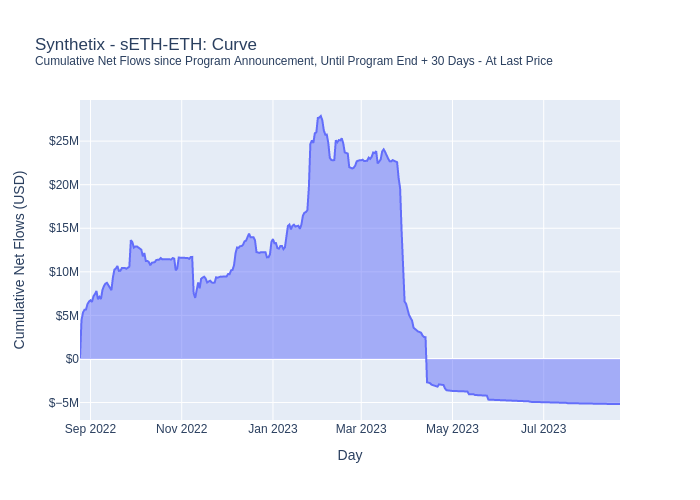 Synthetix - sETH-ETH: Curve
Cumulative Net Flows since Program Announcement, Until Program End + 30 Days - At Last Price
Cumulative Net Flows (USD)
$25M
$20M
$15M
$10M
$5M
$0
$−5M
Sep 2022
Nov 2022
Jan 2023
Mar 2023
May 2023
Jul 2023
Day